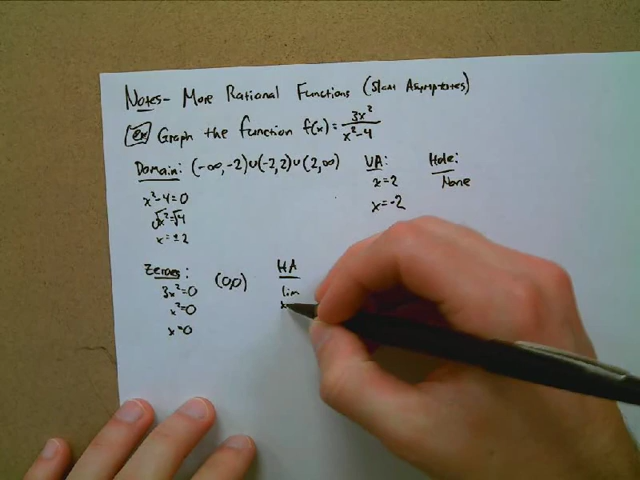 Notes- More Rational Functions (Slant Asymptotes)
Ex Graph the function f(x) = 3x²/x²-4
Domain: (-∞,-2)∪(-2,2)∪(2,∞)
x²-4=0
√x²=√4
x=±2
VA:
x=2
x=-2
Hole:
None
Zeroes: (0,0)
3x²=0
x²=0
x=0
HA
lim
x